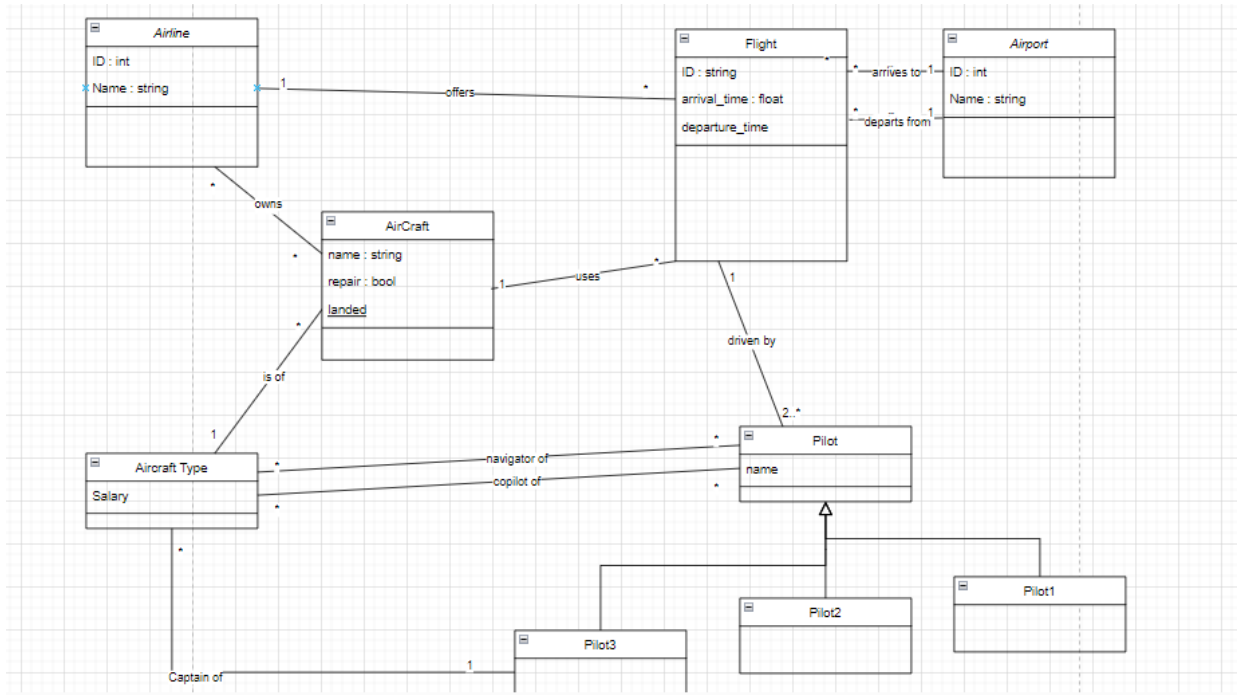 Airline
ID : int
Name : string
1
offers
*
Flight
ID : string
arrival_time : float
departure_time
*
* arrives to 1
* departs from 1
Airport
ID : int
Name : string
*
owns
*
AirCraft
name : string
repair : bool
landed
1
uses
*
1
driven by
2..*
*
is of
1
Aircraft Type
Salary
*
navigator of
*
*
copilot of
*
Pilot
name
*
Captain of
1
Pilot3
Pilot2
Pilot1